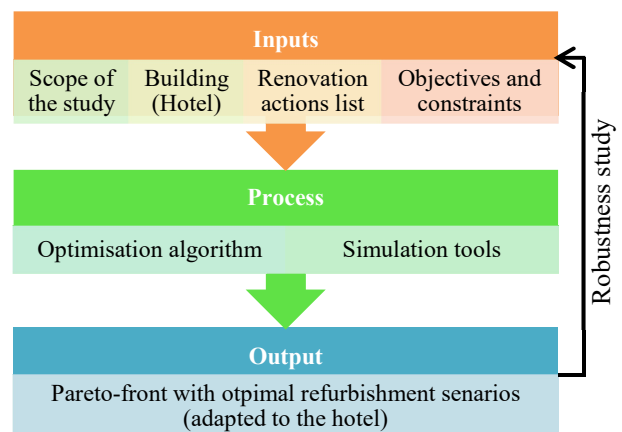 Inputs
Scope of
the study
Building
(Hotel)
Renovation
actions list
Objectives and
constraints
Process
Optimisation algorithm
Simulation tools
Output
Pareto-front with otpimal refurbishment senarios
(adapted to the hotel)
Robustness study